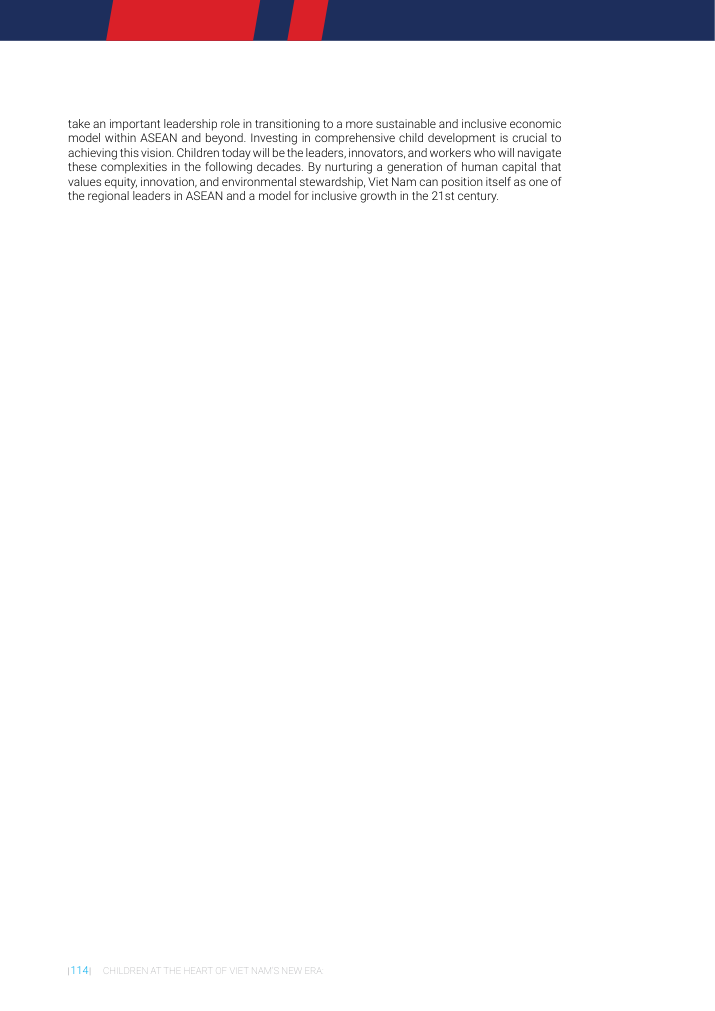 take an important leadership role in transitioning to a more sustainable and inclusive economic
model within ASEAN and beyond. Investing in comprehensive child development is crucial to
achieving this vision. Children today will be the leaders, innovators, and workers who will navigate
these complexities in the following decades. By nurturing a generation of human capital that
values equity, innovation, and environmental stewardship, Viet Nam can position itself as one of
the regional leaders in ASEAN and a model for inclusive growth in the 21st century.
|114| CHILDREN AT THE HEART OF VIET NAM'S NEW ERA